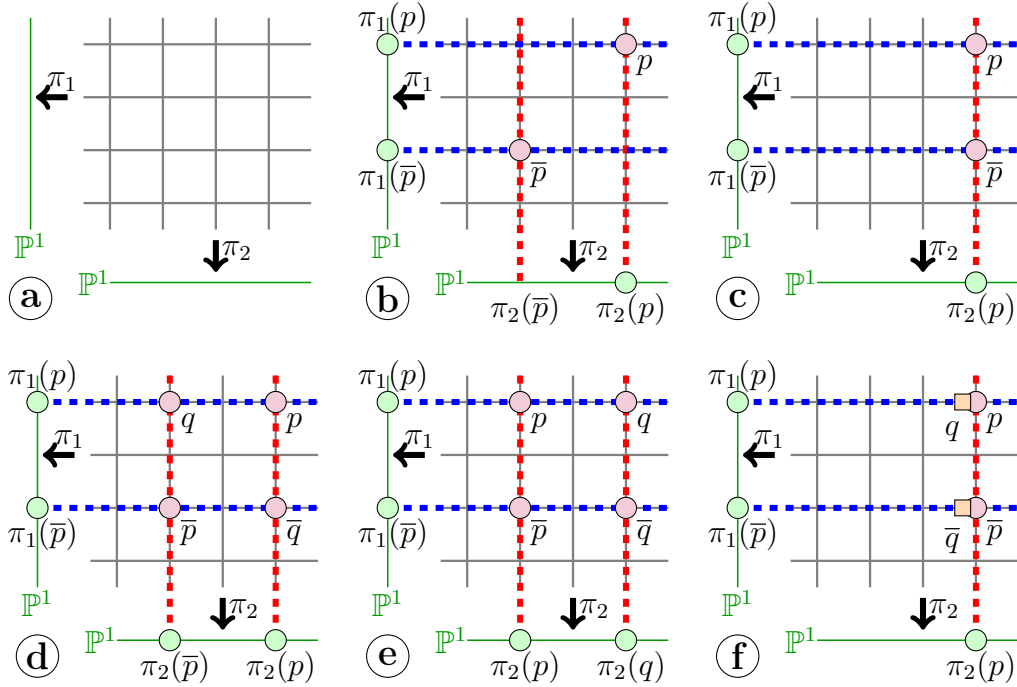 π₁(p) π₁(p)
π₁ p π₁ p π₁
p̅ p̅
π₁(p̅) π₁(p̅)
ℙ¹ π₂ ℙ¹ π₂ ℙ¹ π₂
ℙ¹ ℙ¹ ℙ¹
a b π₂(p̅) π₂(p) c π₂(p)
π₁(p) π₁(p) π₁(p)
q p p q q p
π₁ π₁ π₁
π₁(p̅) p̅ q̅ π₁(p̅) p̅ q̅ π₁(p̅) q̅ p̅
ℙ¹ π₂ ℙ¹ π₂ ℙ¹ π₂
ℙ¹ ℙ¹ ℙ¹
d π₂(p̅) π₂(p) e π₂(p) π₂(q) f π₂(p)